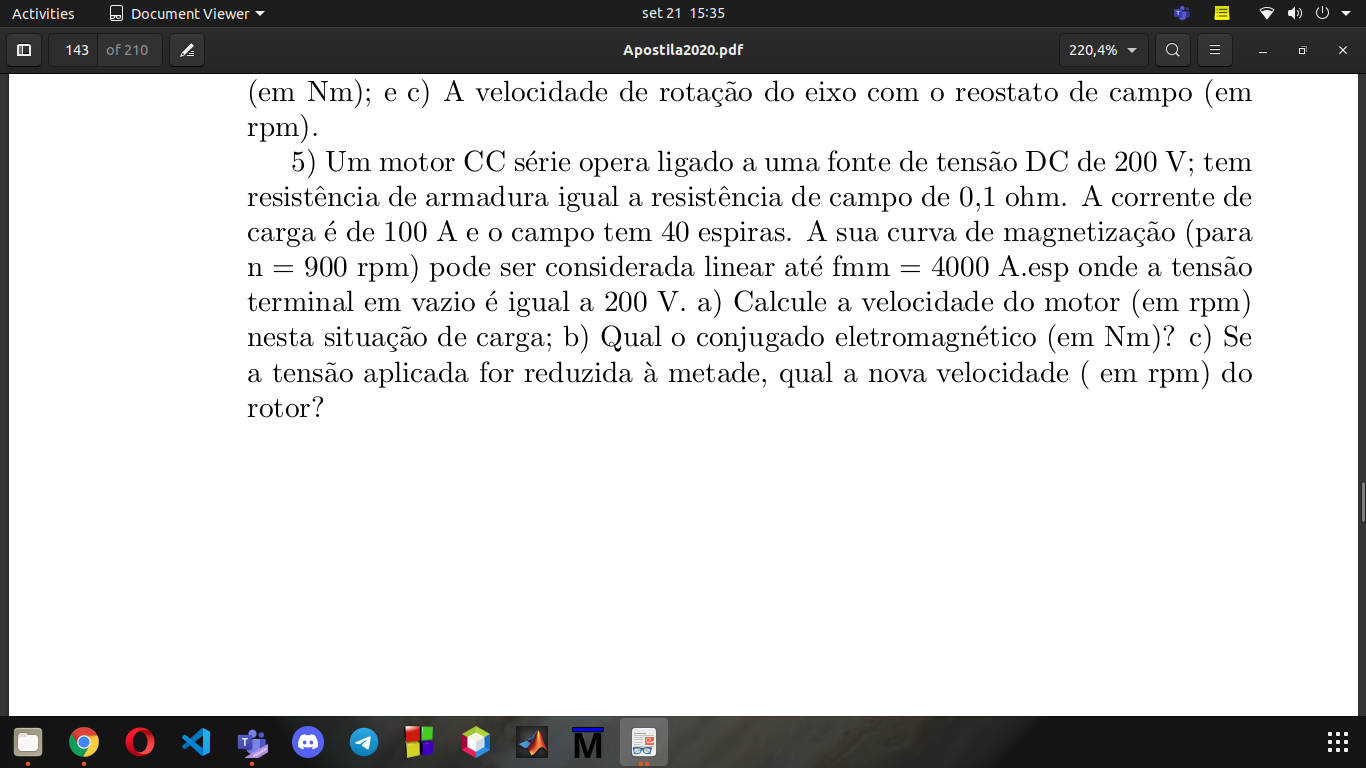 Activities Document Viewer set 21 15:35
143 of 210 Apostila2020.pdf 220,4%
(em Nm); e c) A velocidade de rotação do eixo com o reostato de campo (em
rpm).
5) Um motor CC série opera ligado a uma fonte de tensão DC de 200 V; tem
resistência de armadura igual a resistência de campo de 0,1 ohm. A corrente de
carga é de 100 A e o campo tem 40 espiras. A sua curva de magnetização (para
n = 900 rpm) pode ser considerada linear até fmm = 4000 A.esp onde a tensão
terminal em vazio é igual a 200 V. a) Calcule a velocidade do motor (em rpm)
nesta situação de carga; b) Qual o conjugado eletromagnético (em Nm)? c) Se
a tensão aplicada for reduzida à metade, qual a nova velocidade ( em rpm) do
rotor?
M